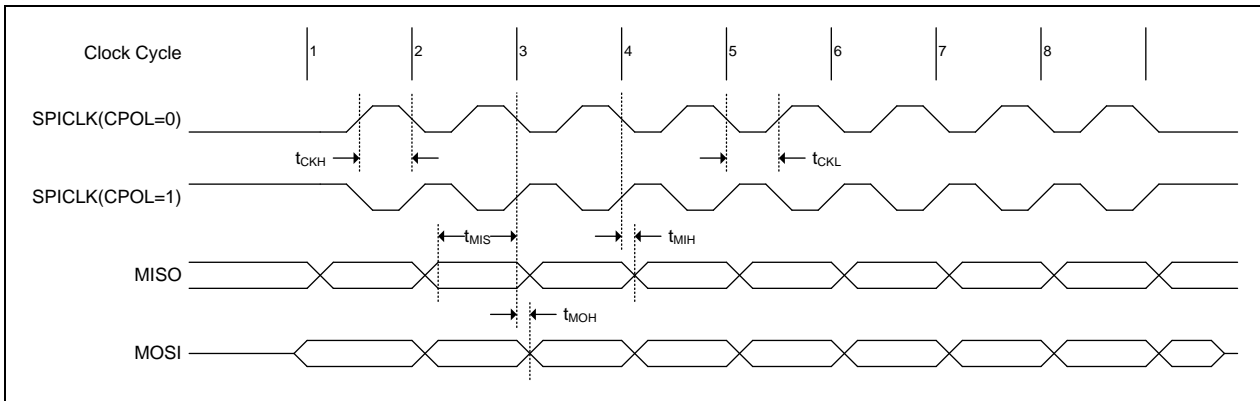 Clock Cycle 1 2 3 4 5 6 7 8
SPICLK(CPOL=0)
tCKH tCKL
SPICLK(CPOL=1)
tMIS tMIH
MISO
tMOH
MOSI